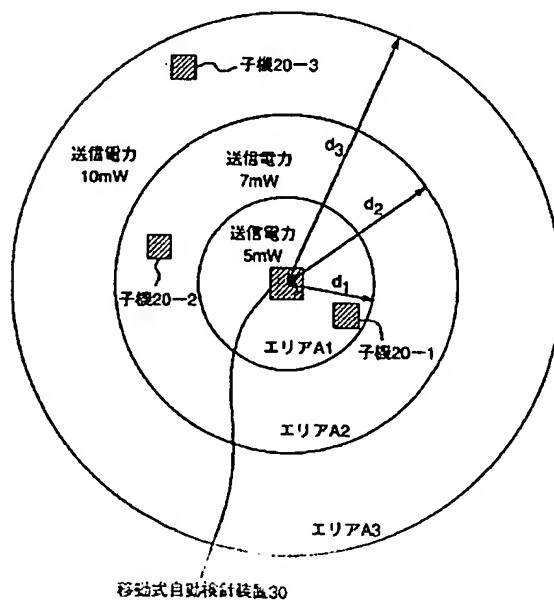 子機20-3
送信電力
10mW
送信電力
7mW
d3
d2
送信電力
5mW
d1
子機20-2
エリアA1
子機20-1
エリアA2
エリアA3
移動式自動検針装置30